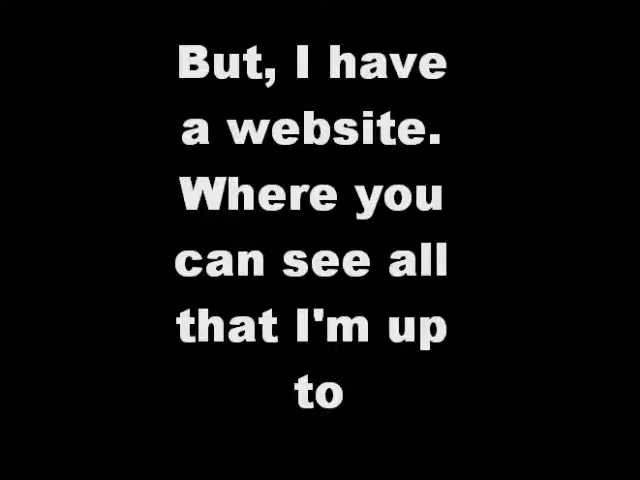 But, I have
a website.
Where you
can see all
that I'm up
to